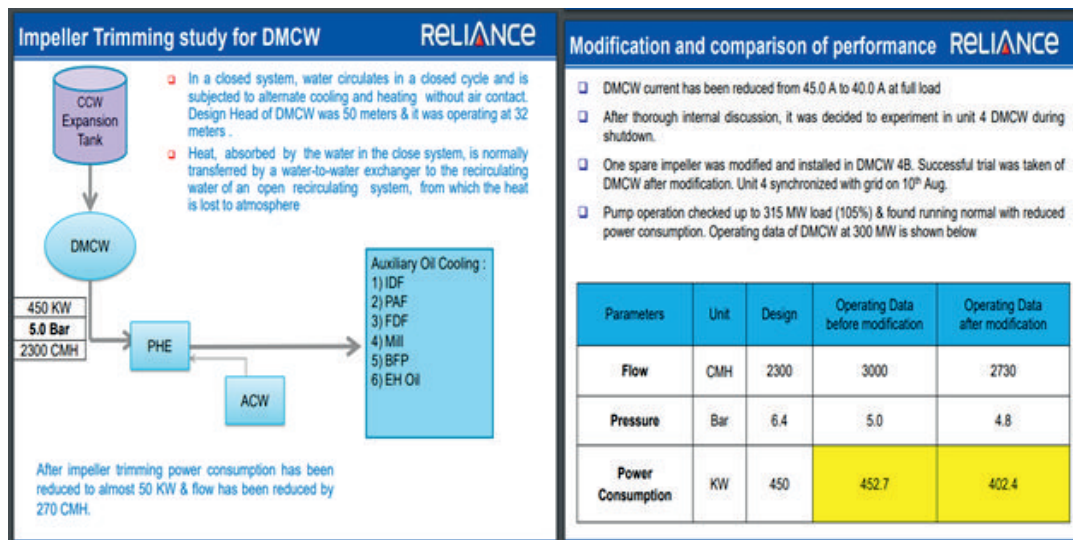 Impeller Trimming study for DMCW
RELIANCE
CCW
Expansion
Tank
In a closed system, water circulates in a closed cycle and is
subjected to alternate cooling and heating without air contact.
Design Head of DMCW was 50 meters & it was operating at 32
meters .
Heat, absorbed by the water in the close system, is normally
transferred by a water-to-water exchanger to the recirculating
water of an open recirculating system, from which the heat
is lost to atmosphere
DMCW
450 KW
5.0 Bar
2300 CMH
PHE
ACW
Auxiliary Oil Cooling :
1) IDF
2) PAF
3) FDF
4) Mill
5) BFP
6) EH Oil
After impeller trimming power consumption has been
reduced to almost 50 KW & flow has been reduced by
270 CMH.
Modification and comparison of performance
RELIANCE
DMCW current has been reduced from 45.0 A to 40.0 A at full load
After thorough internal discussion, it was decided to experiment in unit 4 DMCW during
shutdown.
One spare impeller was modified and installed in DMCW 4B. Successful trial was taken of
DMCW after modification. Unit 4 synchronized with grid on 10th Aug.
Pump operation checked up to 315 MW load (105%) & found running normal with reduced
power consumption. Operating data of DMCW at 300 MW is shown below
Parameters Unit Design Operating Data before modification Operating Data after modification
Flow CMH 2300 3000 2730
Pressure Bar 6.4 5.0 4.8
Power Consumption KW 450 452.7 402.4